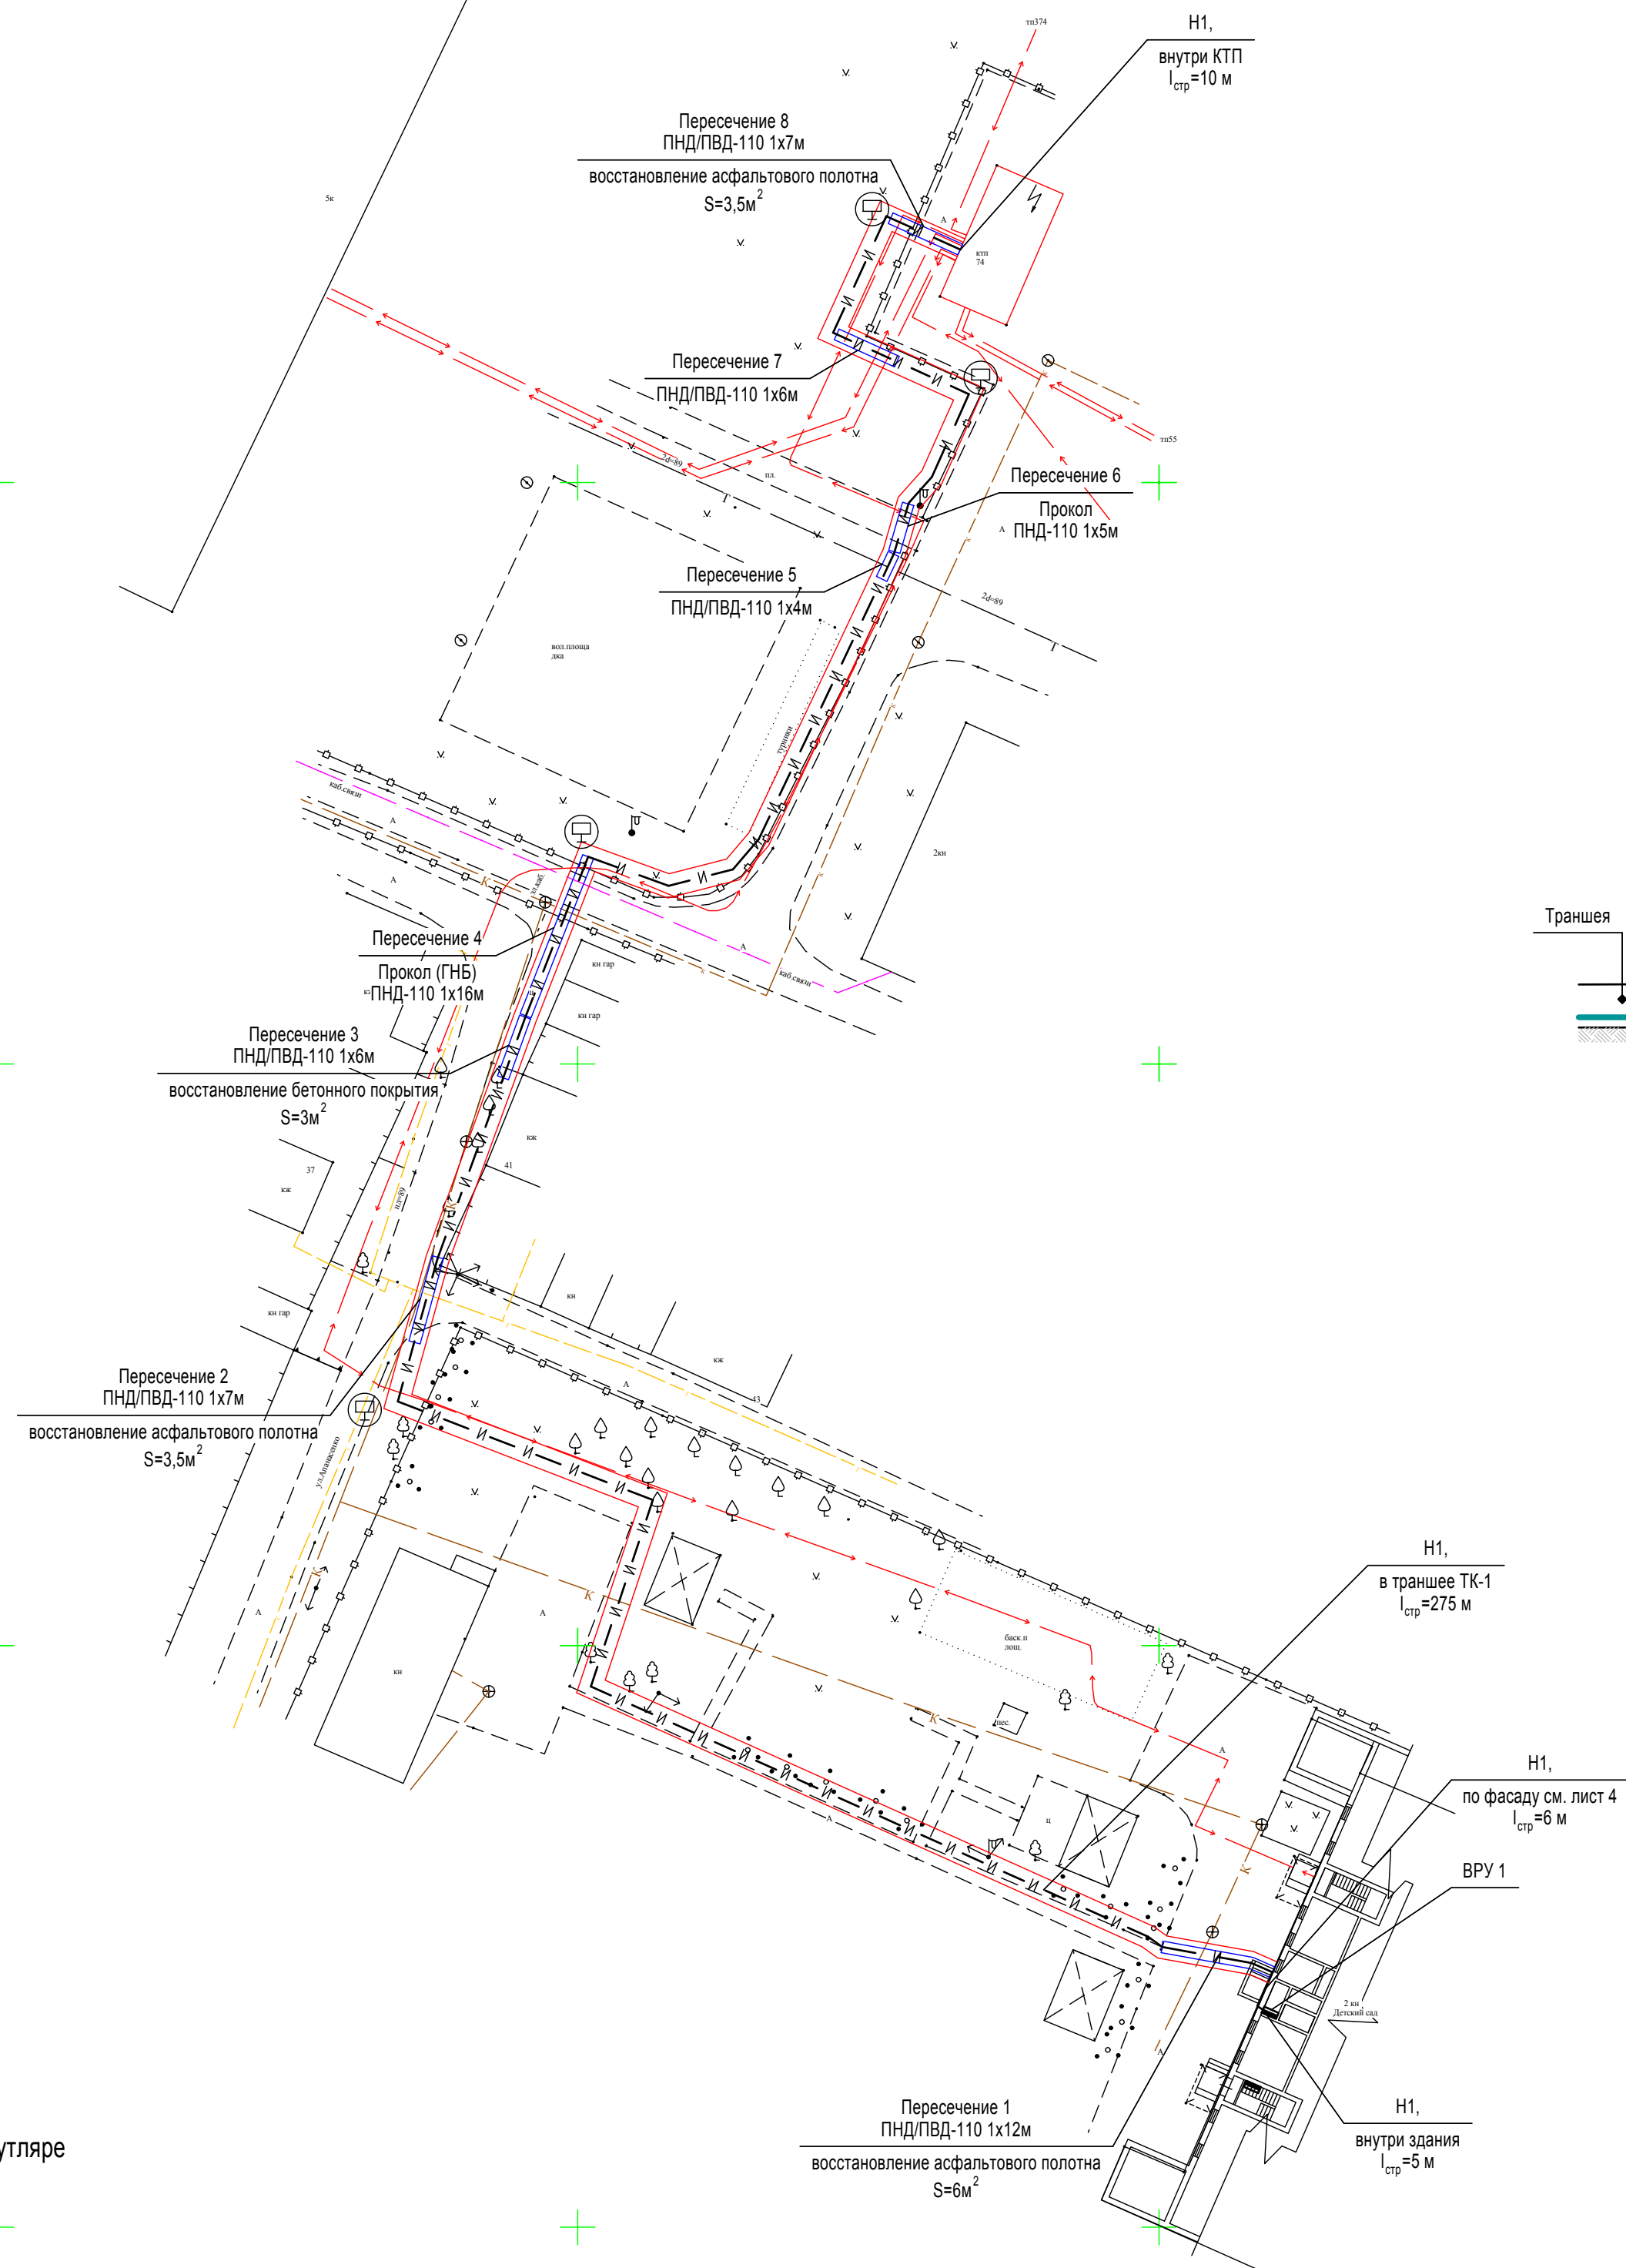 тп374
Н1,
внутри КТП
lстр=10 м
Пересечение 8
ПНД/ПВД-110 1х7м
восстановление асфальтового полотна
S=3,5м²
5к
А
ктп
74
Пересечение 7
ПНД/ПВД-110 1х6м
тп55
2d=89
пл.
Пересечение 6
Прокол
ПНД-110 1х5м
А
Пересечение 5
ПНД/ПВД-110 1х4м
2d=89
Т
Т
вол.площа
дка
турники
каб.связи
А
А
К
эл.каб.
2кн
Траншея
Пересечение 4
Прокол (ГНБ)
ПНД-110 1х16м
А
каб.связи
кн гар
кн гар
Пересечение 3
ПНД/ПВД-110 1х6м
восстановление бетонного покрытия
S=3м²
кж
41
37
кж
К
кн гар
кн
кж
43
А
Пересечение 2
ПНД/ПВД-110 1х7м
восстановление асфальтового полотна
S=3,5м²
ул.Апанасенко
К
А
К
А
кн
Н1,
в траншее ТК-1
lстр=275 м
баск.п
лощ.
пес.
К
А
Н1,
по фасаду см. лист 4
lстр=6 м
ц
А
К
ВРУ 1
2 кн
Детский сад
А
Пересечение 1
ПНД/ПВД-110 1х12м
восстановление асфальтового полотна
S=6м²
Н1,
внутри здания
lстр=5 м
утляре